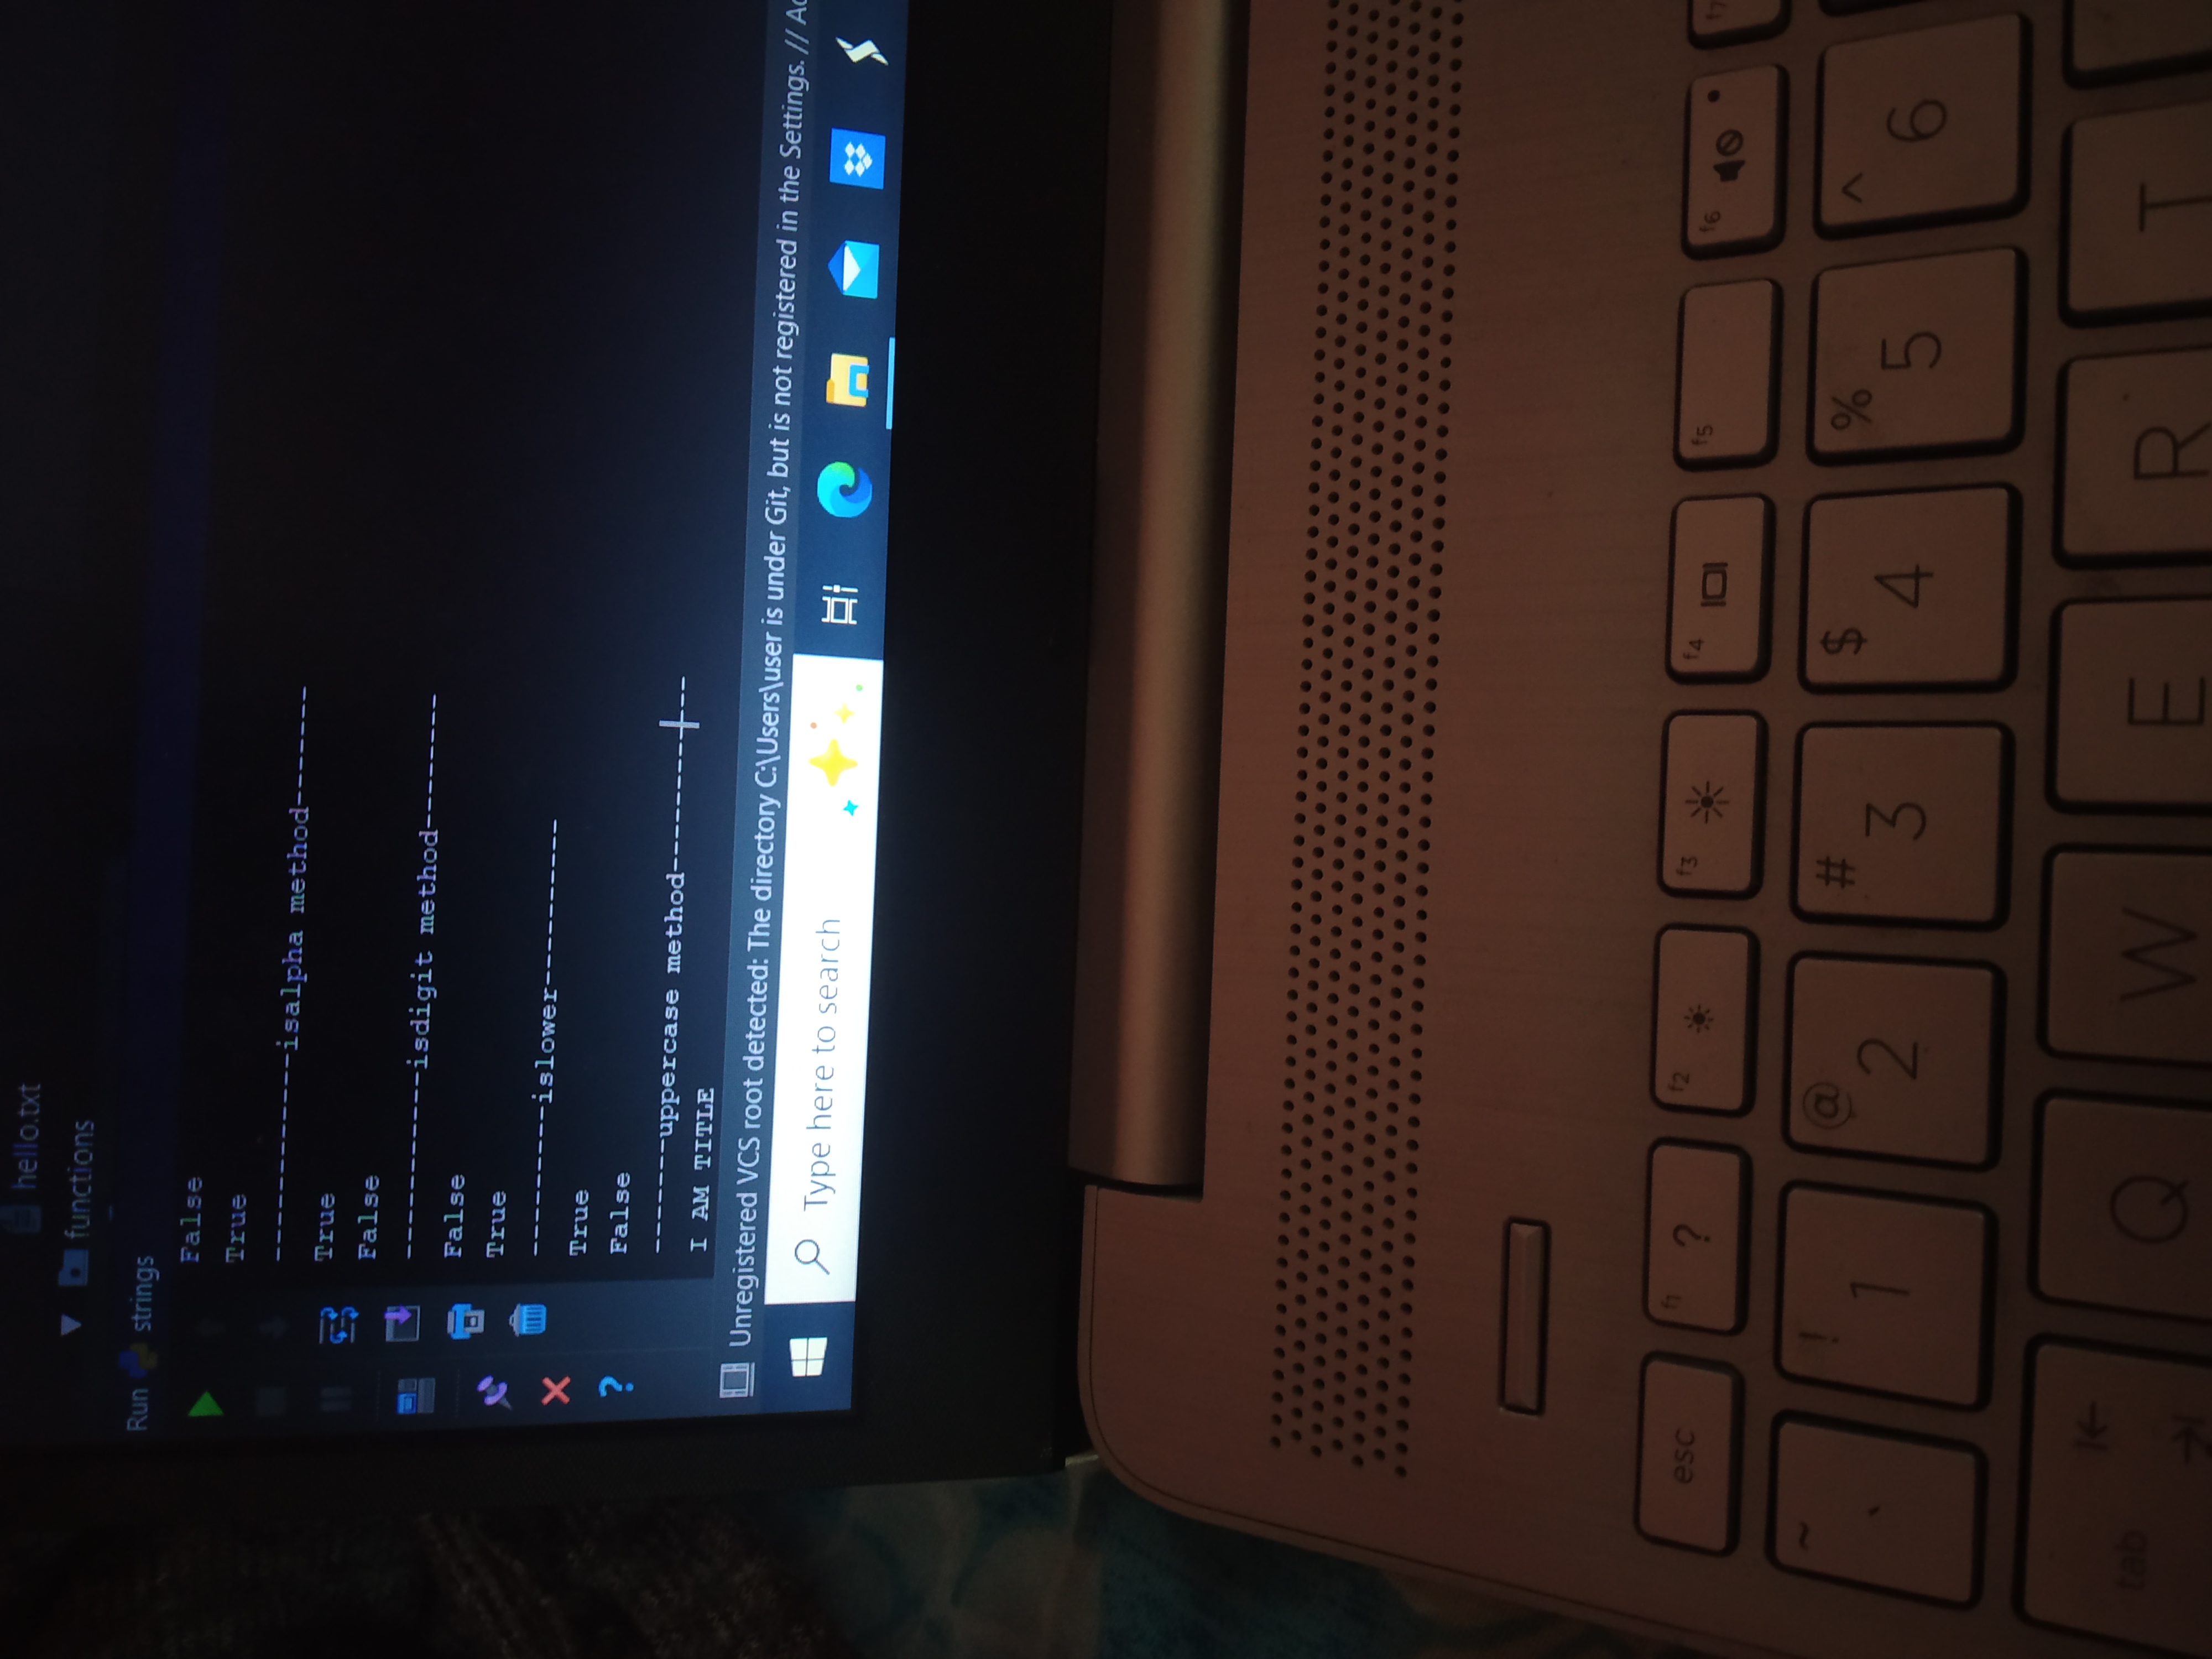 hello.txt
functions
Run strings
False
True
------------isalpha method-------
True
False
-----------isdigit method--------
False
True
---------islower----------
True
False
-------uppercase method-----------
I AM TITLE
Unregistered VCS root detected: The directory C:\Users\user is under Git, but is not registered in the Settings. // Ad
Type here to search
esc f1 ? f2 f3 f4 f5 f6 f7
~ ` ! 1 @ 2 # 3 $ 4 % 5 ^ 6
tab Q W E R T